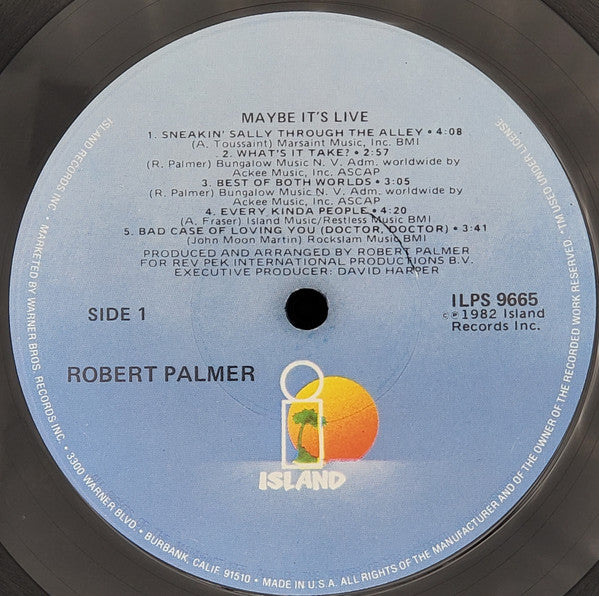 MAYBE IT'S LIVE
1. SNEAKIN' SALLY THROUGH THE ALLEY • 4:08
(A. Toussaint) Marsaint Music, Inc. BMI
2. WHAT'S IT TAKE? • 2:57
(R. Palmer) Bungalow Music N. V. Adm. worldwide by
Ackee Music, Inc. ASCAP
3. BEST OF BOTH WORLDS • 3:05
(R. Palmer) Bungalow Music N. V. Adm. worldwide by
Ackee Music, Inc. ASCAP
4. EVERY KINDA PEOPLE • 4:20
(A. Fraser) Island Music/Restless Music BMI
5. BAD CASE OF LOVING YOU (DOCTOR, DOCTOR) • 3:41
(John Moon Martin) Rockslam Music BMI
PRODUCED AND ARRANGED BY ROBERT PALMER
FOR REV PEK INTERNATIONAL PRODUCTIONS B.V.
EXECUTIVE PRODUCER: DAVID HARPER
SIDE 1
ILPS 9665
©℗1982 Island
Records Inc.
ROBERT PALMER
ISLAND
ISLAND RECORDS INC. • MARKETED BY WARNER BROS. RECORDS INC. • 3300 WARNER BLVD. • BURBANK, CALIF. 91510 • MADE IN U.S.A. ALL RIGHTS OF THE MANUFACTURER AND OF THE OWNER OF THE RECORDED WORK RESERVED. *TM USED UNDER LICENSE